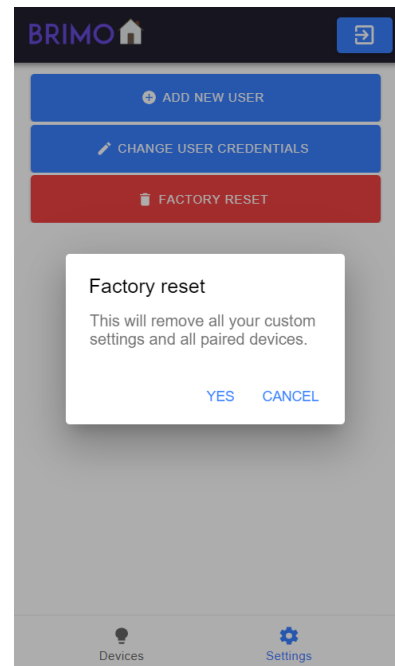 BRIMO
ADD NEW USER
CHANGE USER CREDENTIALS
FACTORY RESET
Factory reset
This will remove all your custom
settings and all paired devices.
YES CANCEL
Devices Settings